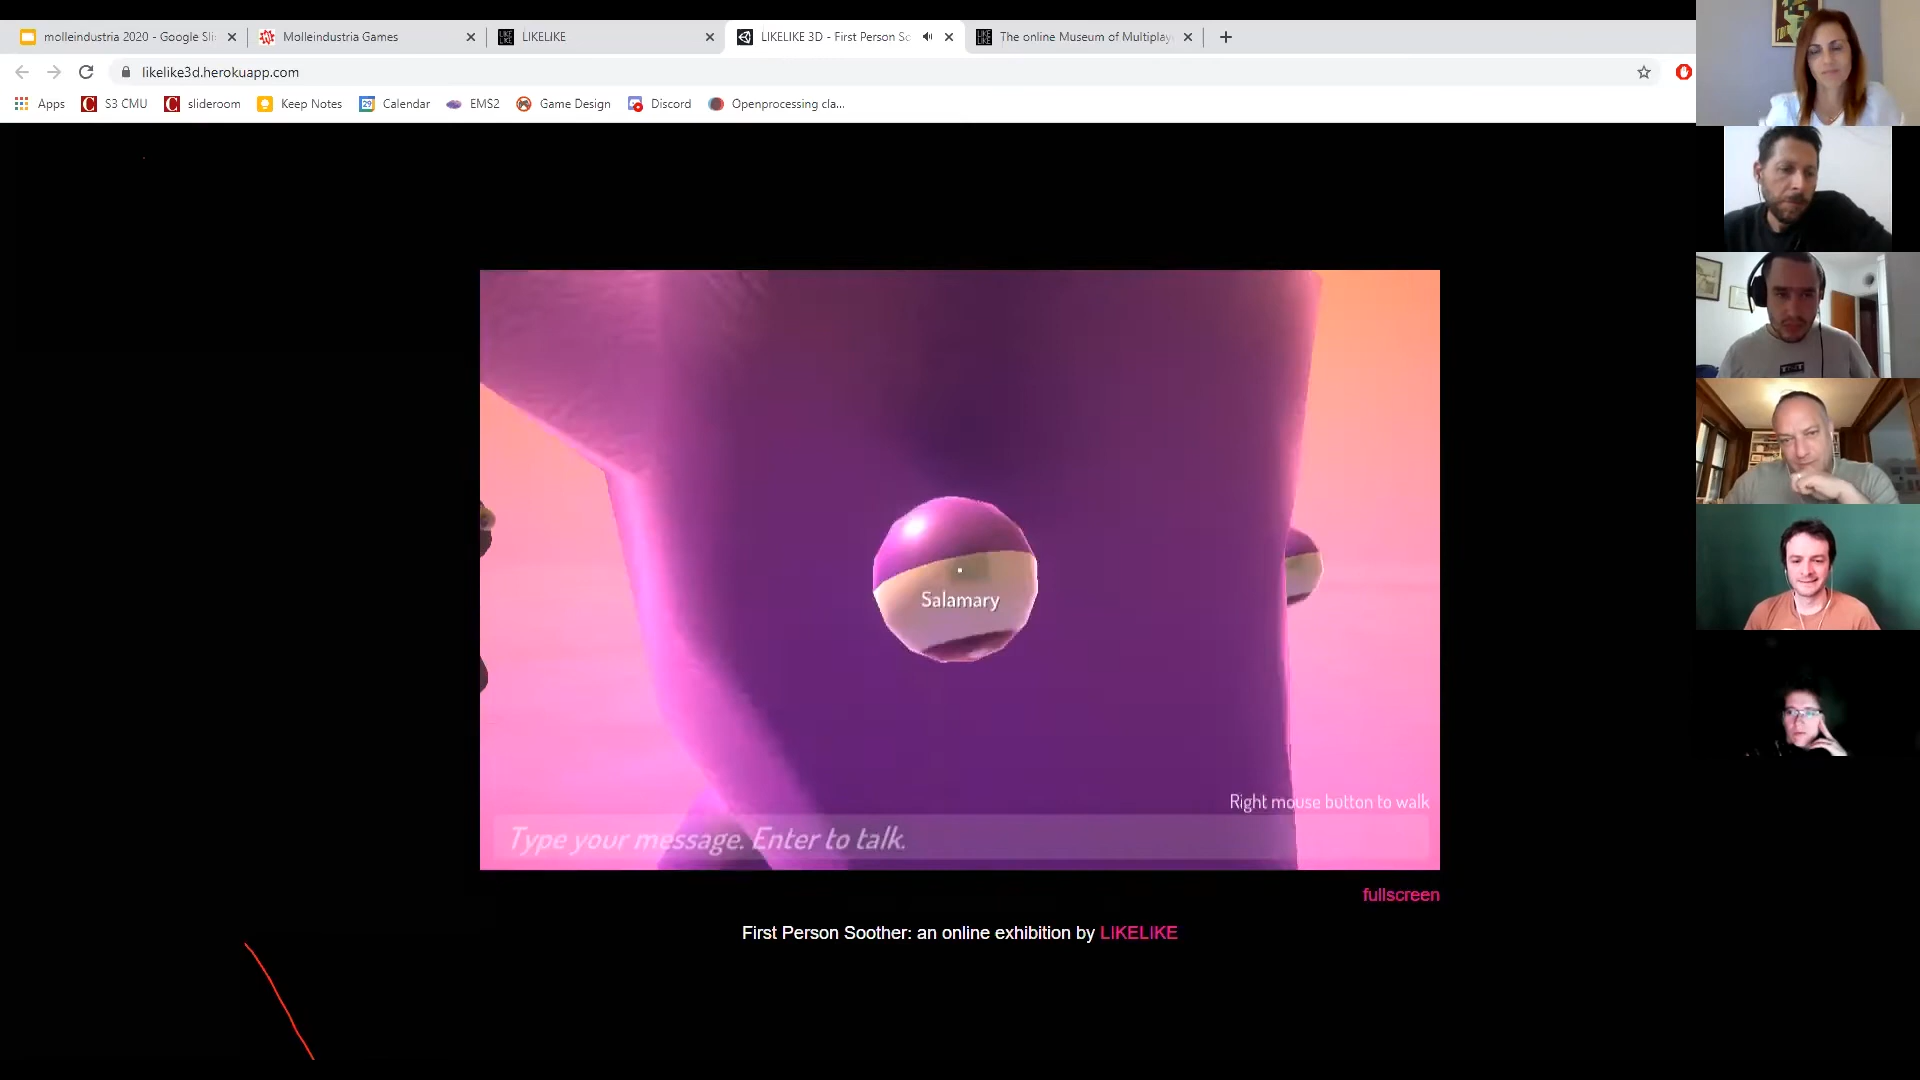 molleindustria 2020 - Google Sli
Molleindustria Games
LIKELIKE
LIKELIKE 3D - First Person So
The online Museum of Multiplay
likelike3d.herokuapp.com
Apps
S3 CMU
slideroom
Keep Notes
Calendar
EMS2
Game Design
Discord
Openprocessing cla...
Salamary
Right mouse button to walk
Type your message. Enter to talk.
fullscreen
First Person Soother: an online exhibition by LIKELIKE